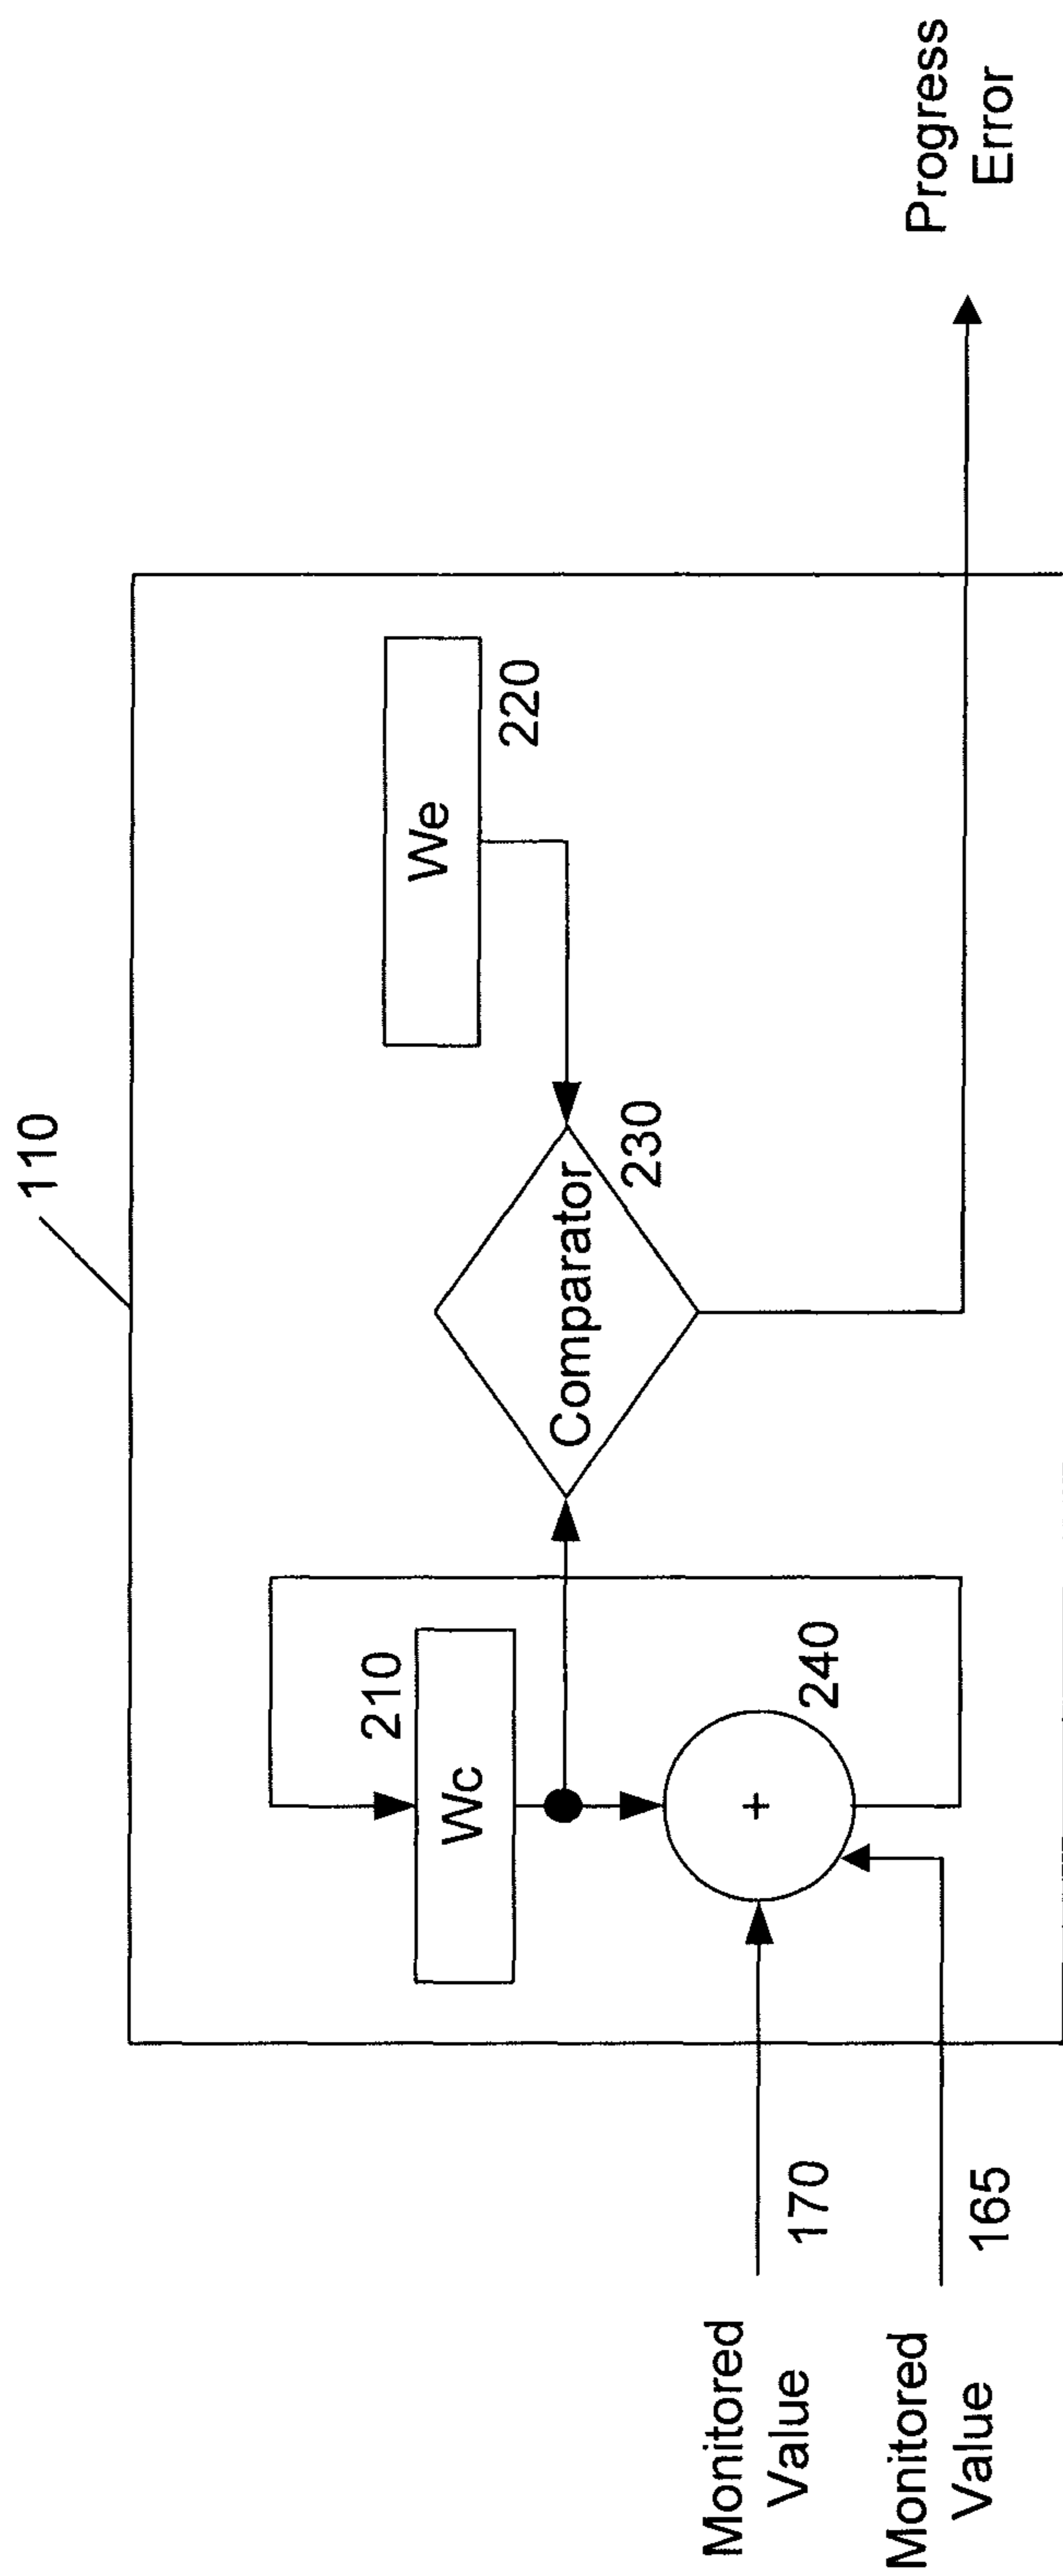 110
210
Wc
We
220
Comparator
230
+
240
Monitored
Value
170
Monitored
Value
165
Progress
Error